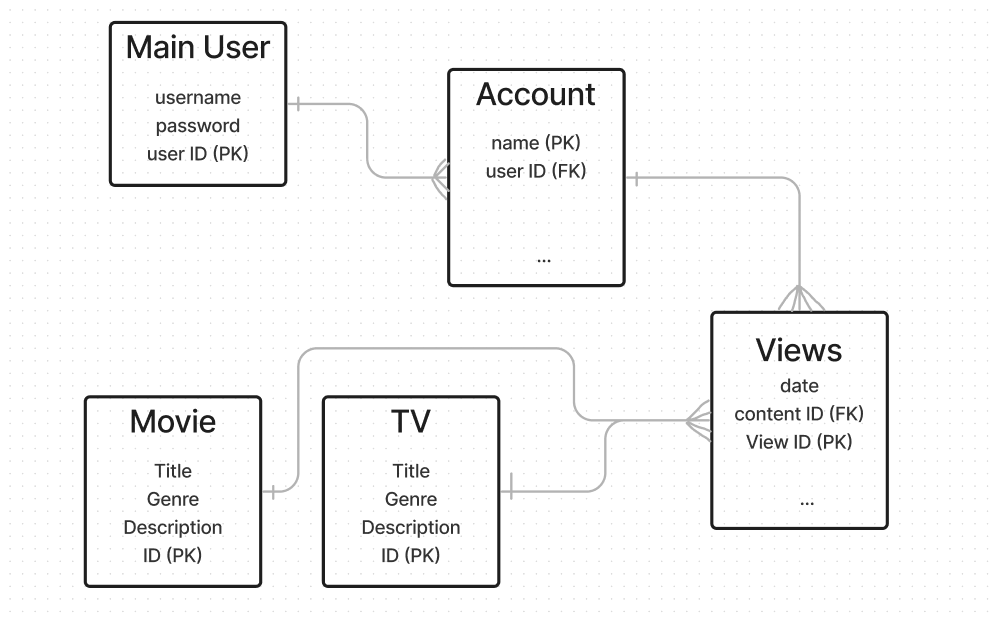 Main User
username
password
user ID (PK)
Account
name (PK)
user ID (FK)
...
Views
date
content ID (FK)
View ID (PK)
...
Movie
Title
Genre
Description
ID (PK)
TV
Title
Genre
Description
ID (PK)